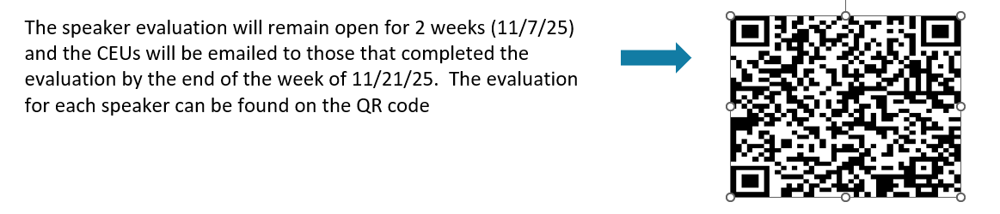 The speaker evaluation will remain open for 2 weeks (11/7/25)
and the CEUs will be emailed to those that completed the
evaluation by the end of the week of 11/21/25.  The evaluation
for each speaker can be found on the QR code